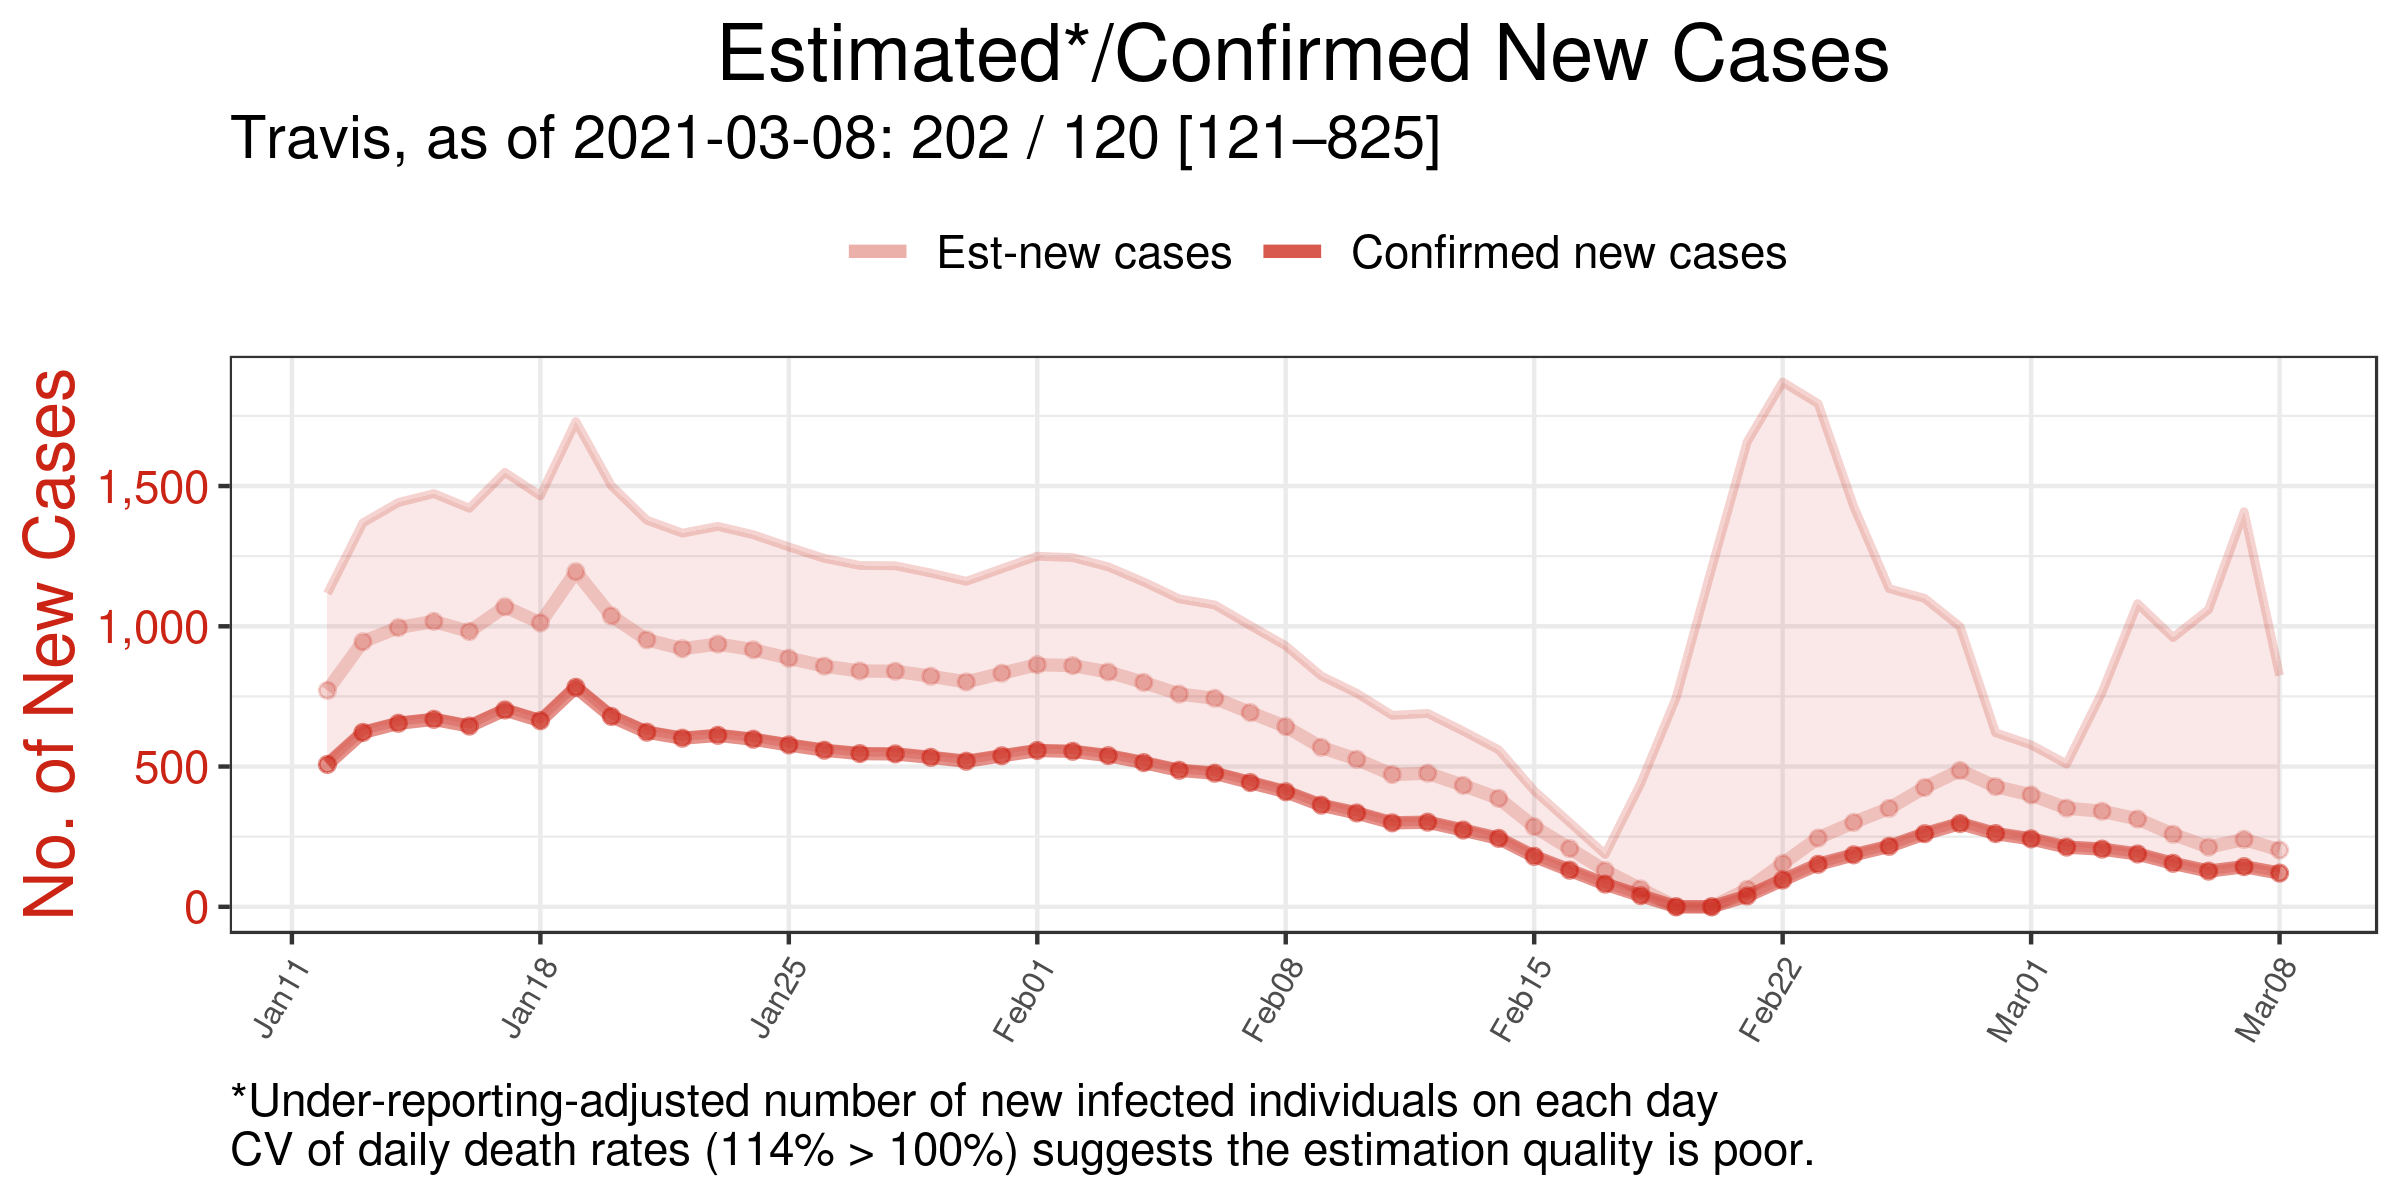 Estimated*/Confirmed New Cases
Travis, as of 2021-03-08: 202 / 120 [121–825]
Est-new cases
Confirmed new cases
No. of New Cases
1,500
1,000
500
0
Jan11
Jan18
Jan25
Feb01
Feb08
Feb15
Feb22
Mar01
Mar08
*Under-reporting-adjusted number of new infected individuals on each day
CV of daily death rates (114% > 100%) suggests the estimation quality is poor.